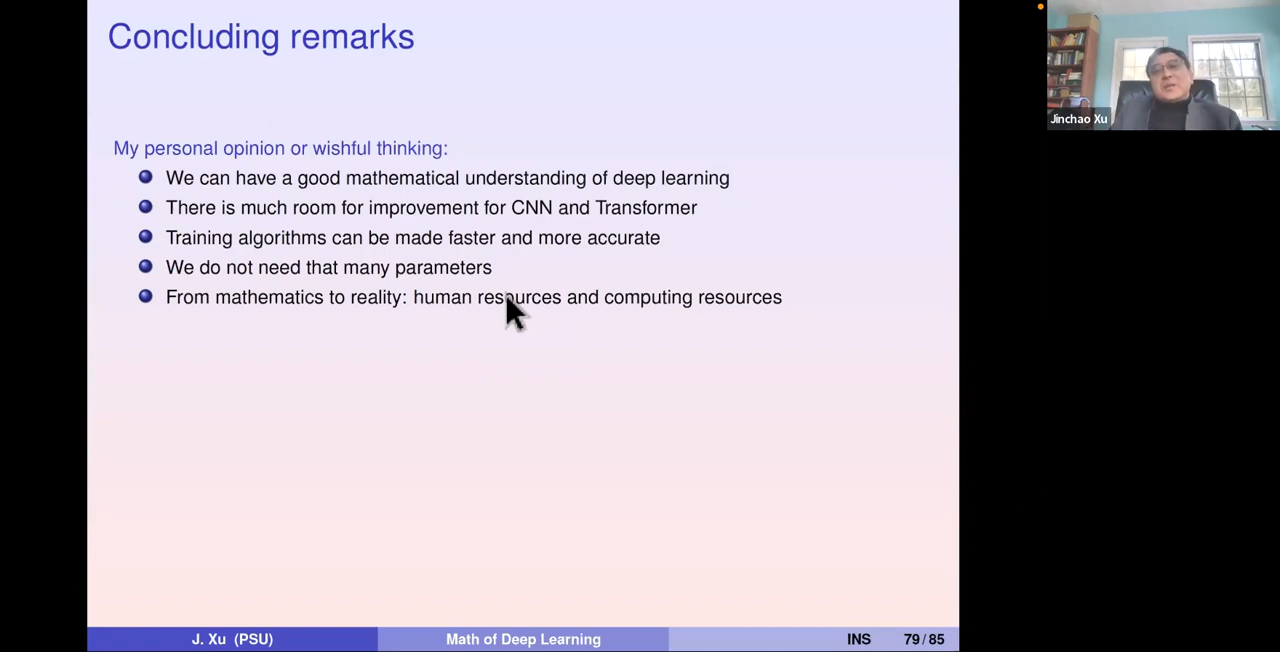 Concluding remarks
My personal opinion or wishful thinking:
We can have a good mathematical understanding of deep learning
There is much room for improvement for CNN and Transformer
Training algorithms can be made faster and more accurate
We do not need that many parameters
From mathematics to reality: human resources and computing resources
J. Xu (PSU)
Math of Deep Learning
INS
79 / 85
Jinchao Xu